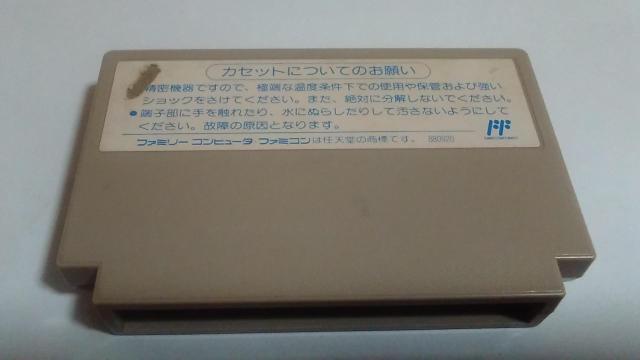 カセットについてのお願い
精密機器ですので、極端な温度条件下での使用や保管および強い
ショックをさけてください。また、絶対に分解しないでください。
●端子部に手を触れたり、水にぬらしたりして汚さないようにして
ください。故障の原因となります。
ファミリー コンピュータ・ファミコンは任天堂の商標です。 880920